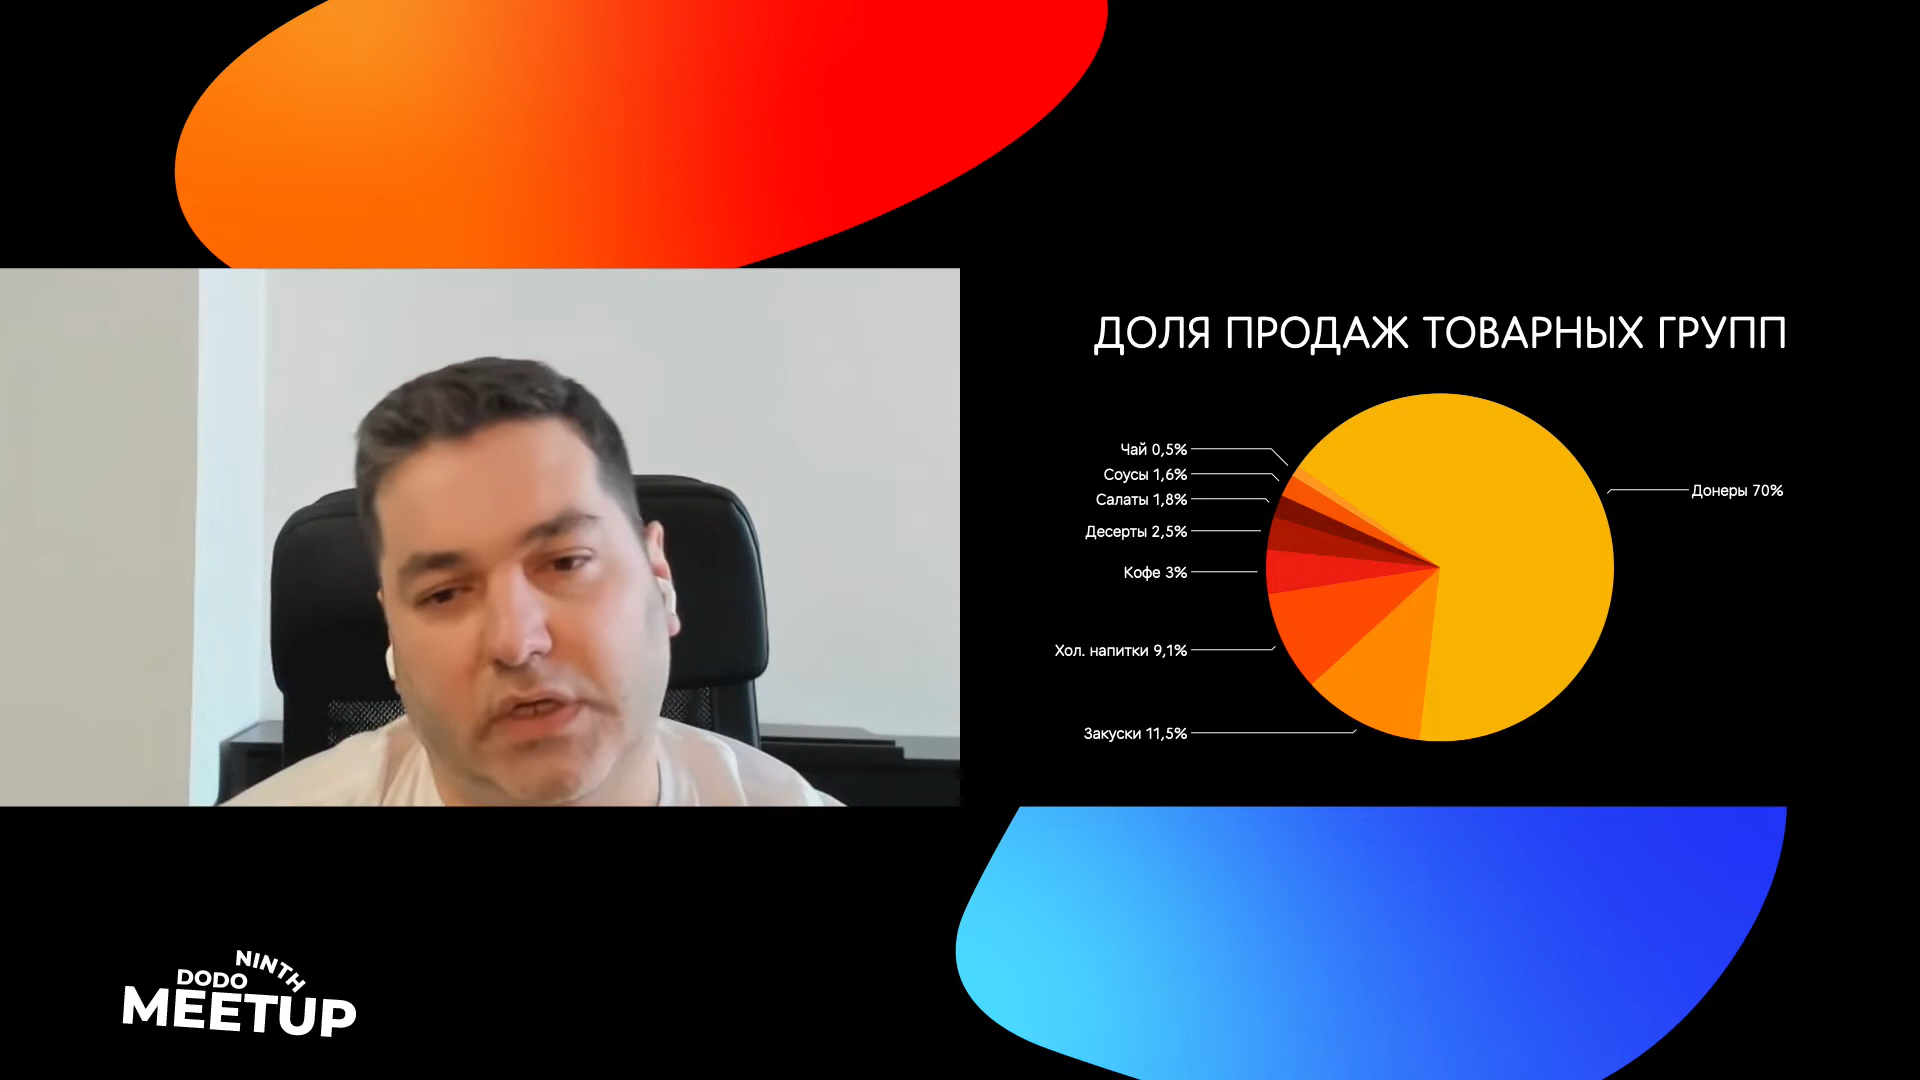 ДОЛЯ ПРОДАЖ ТОВАРНЫХ ГРУПП
Чай 0,5%
Соусы 1,6%
Салаты 1,8%
Десерты 2,5%
Кофе 3%
Хол. напитки 9,1%
Закуски 11,5%
Донеры 70%
NINTH
DODO
MEETUP